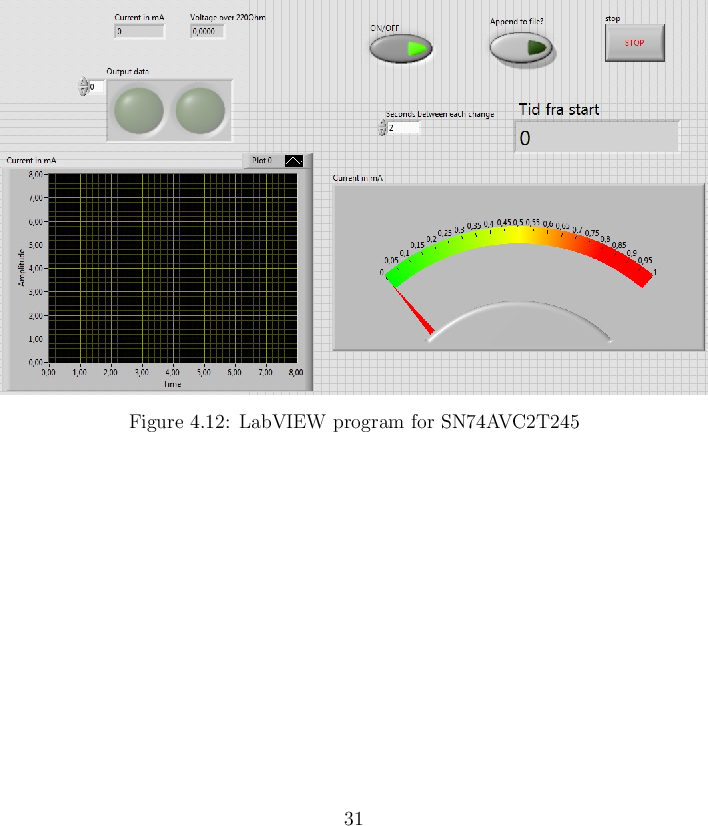 Current in mA
Voltage over 220Ohm
0
0,0000
ON/OFF
Append to file?
stop
STOP
Output data
0
Seconds between each change
2
Tid fra start
0
Current in mA
Plot 0
8,00
7,00
6,00
5,00
4,00
3,00
2,00
1,00
0,00
Amplitude
0,00 1,00 2,00 3,00 4,00 5,00 6,00 7,00 8,00
Time
Current in mA
0 0,05 0,1 0,15 0,2 0,25 0,3 0,35 0,4 0,45 0,5 0,55 0,6 0,65 0,7 0,75 0,8 0,85 0,9 0,95 1
Figure 4.12: LabVIEW program for SN74AVC2T245
31